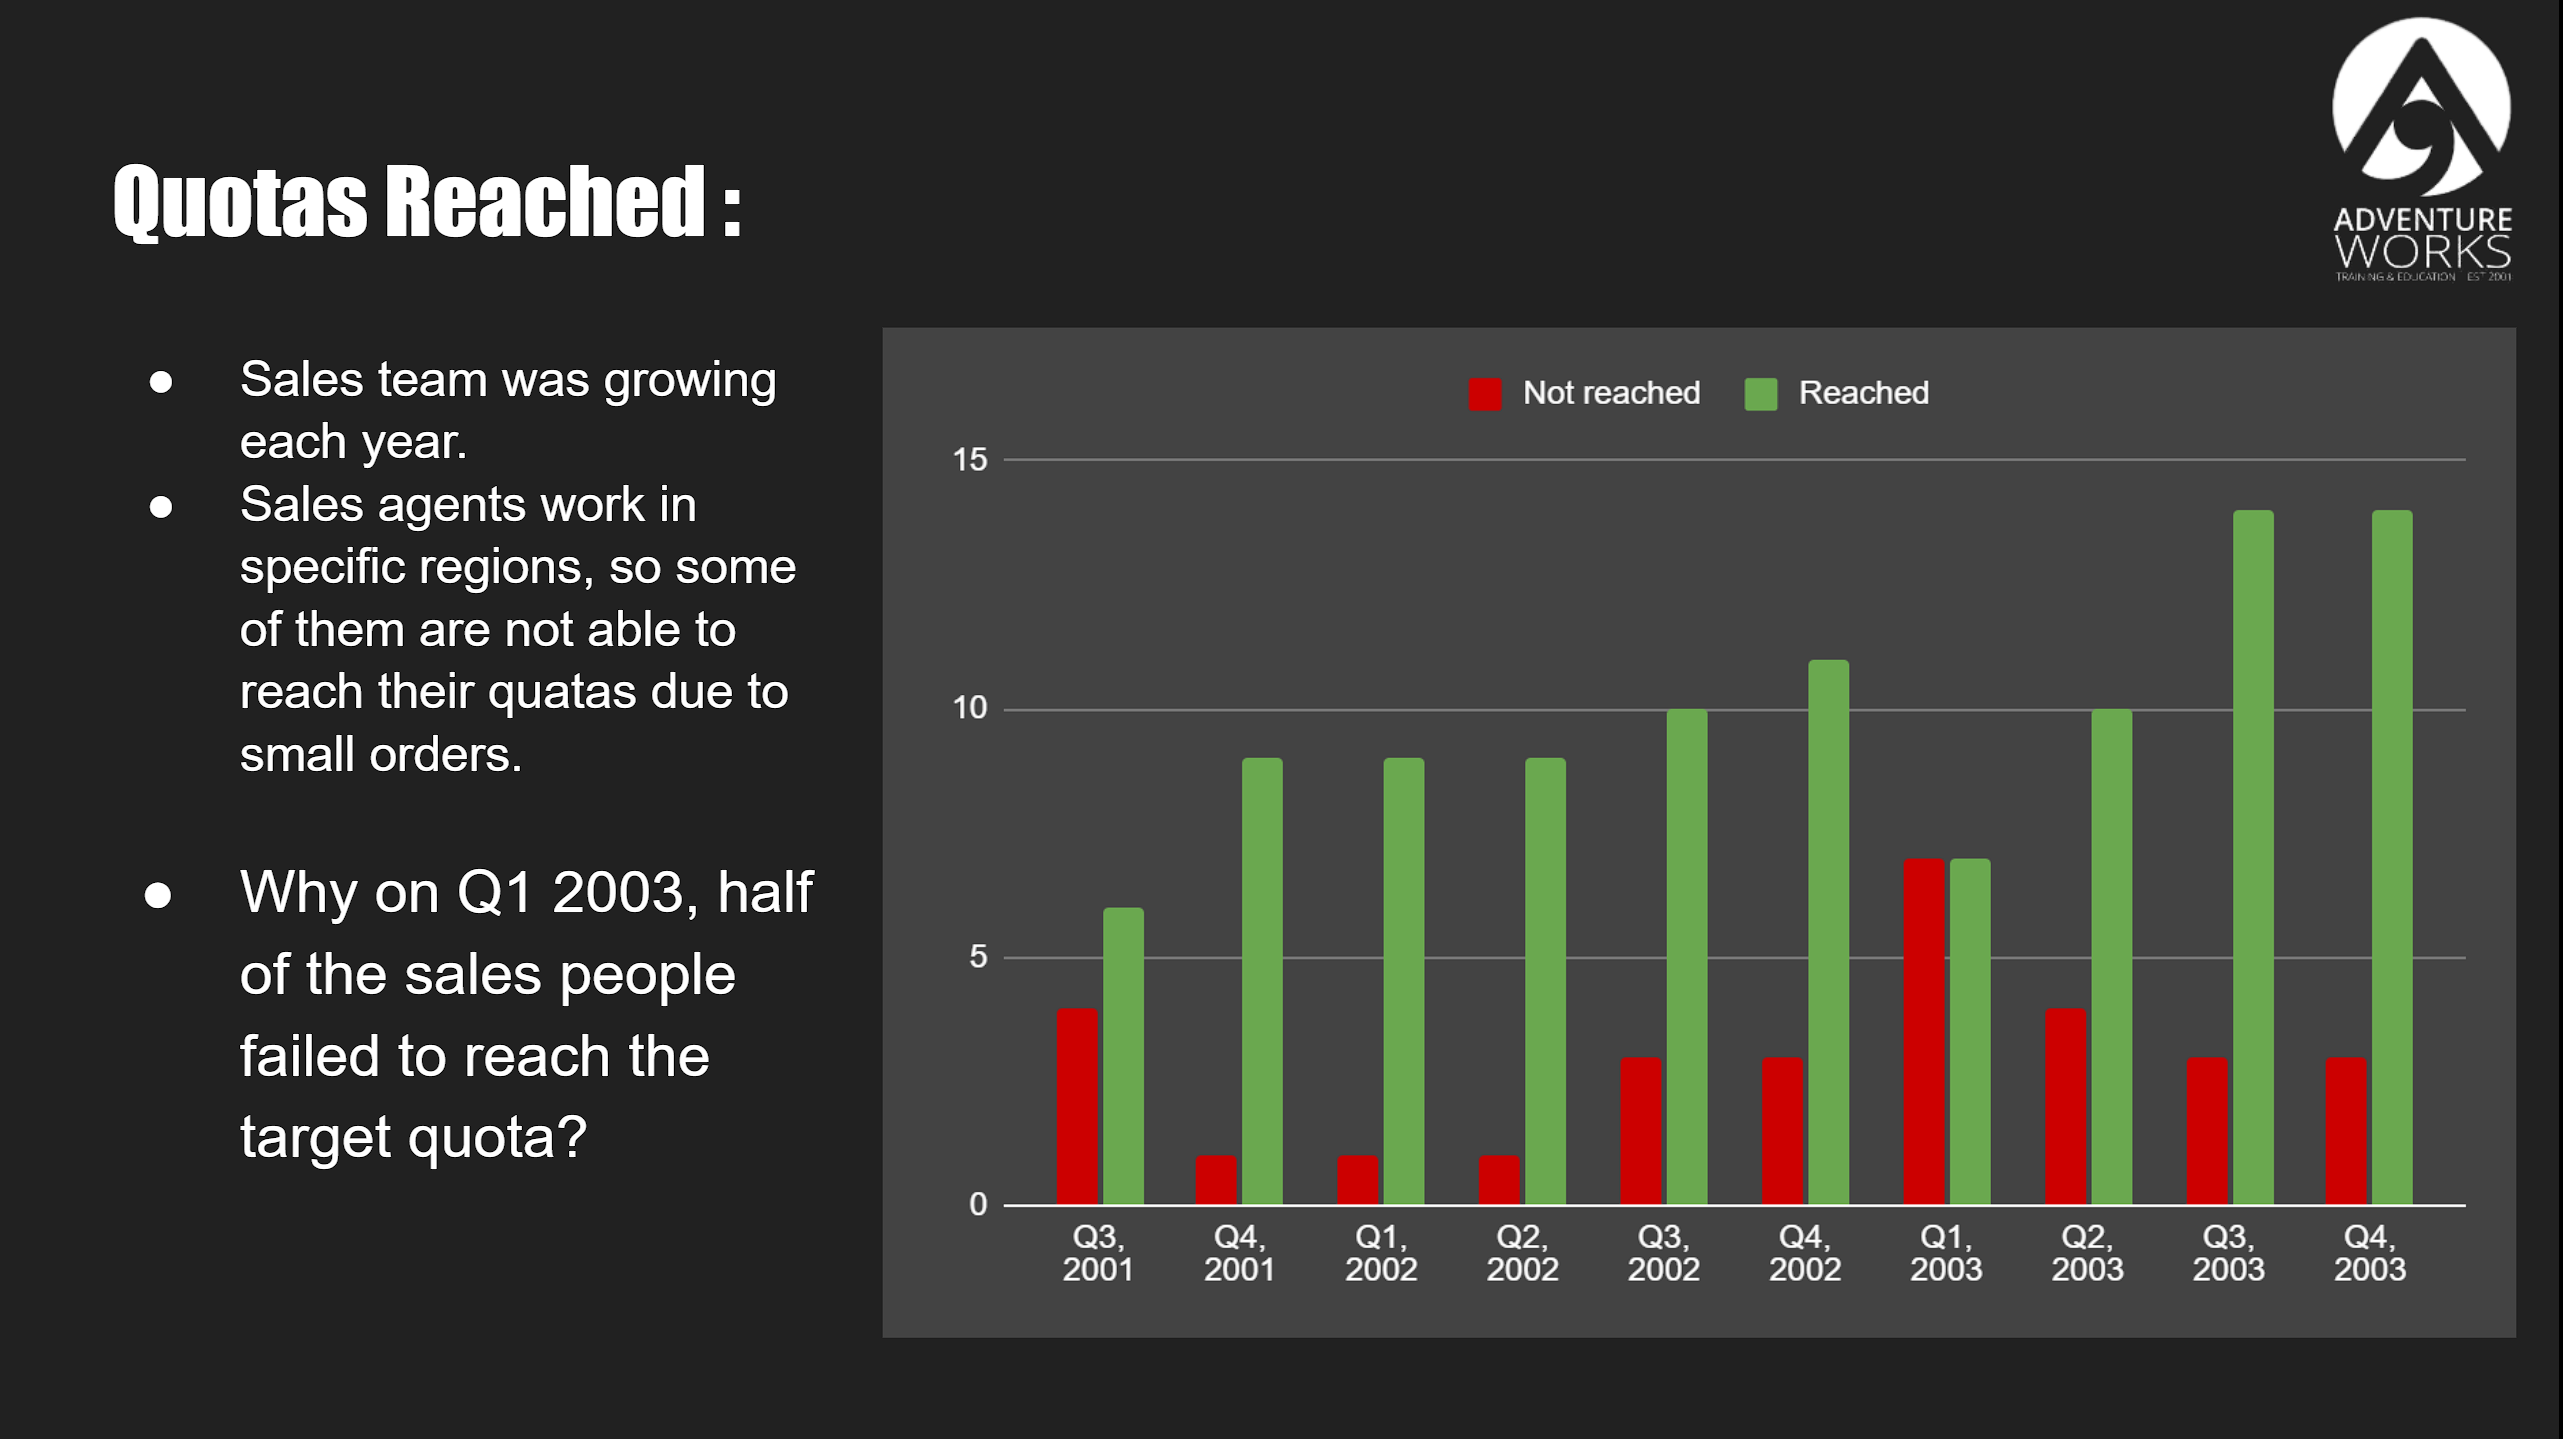 ADVENTURE
WORKS
TRAINING & EDUCATION EST 2001
Quotas Reached :
● Sales team was growing
each year.
● Sales agents work in
specific regions, so some
of them are not able to
reach their quatas due to
small orders.
● Why on Q1 2003, half
of the sales people
failed to reach the
target quota?
Not reached Reached
15
10
5
0
Q3, Q4, Q1, Q2, Q3, Q4, Q1, Q2, Q3, Q4,
2001 2001 2002 2002 2002 2002 2003 2003 2003 2003